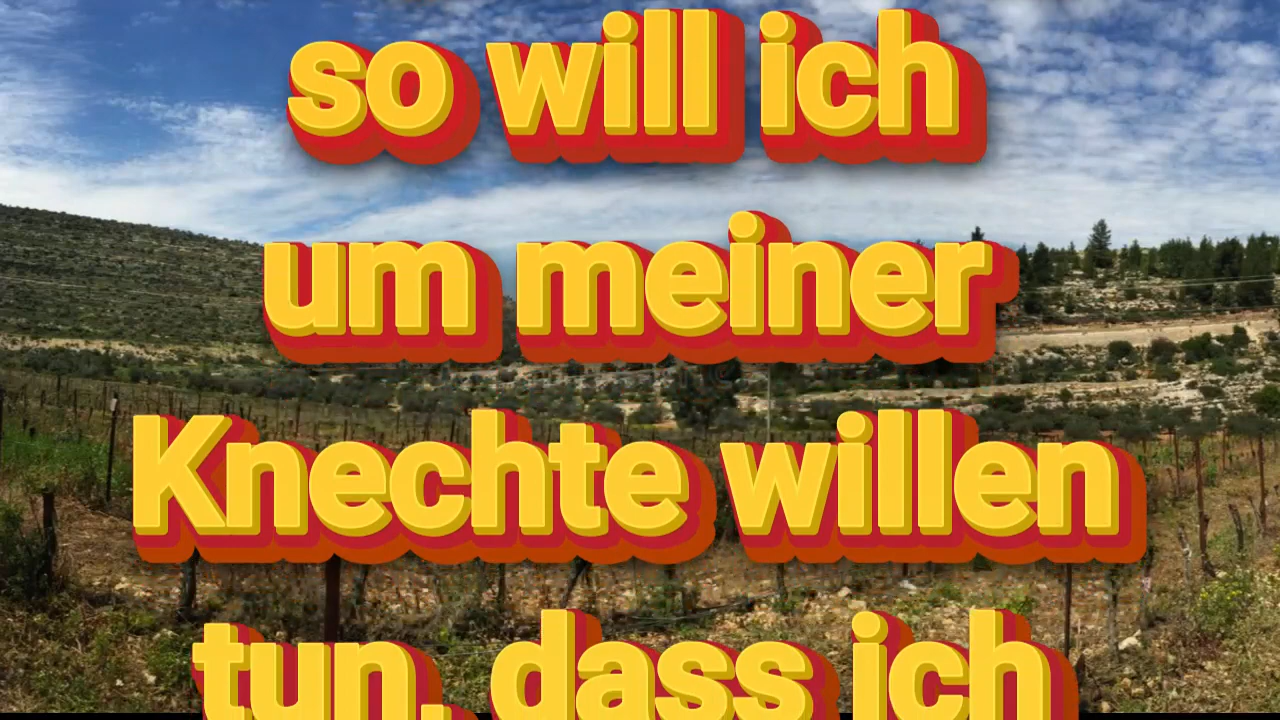 so will ich
um meiner
Knechte willen
tun, dass ich